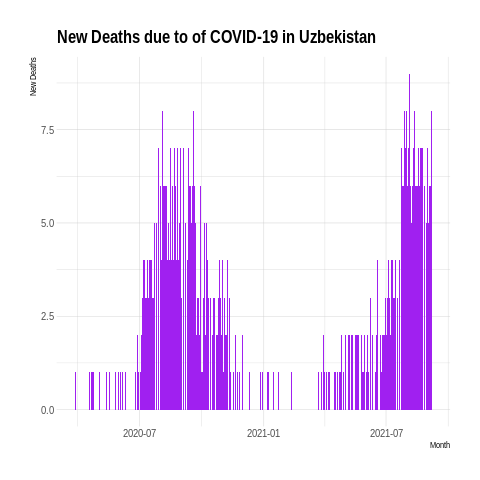 New Deaths due to of COVID-19 in Uzbekistan
New Deaths
7.5
5.0
2.5
0.0
2020-07
2021-01
2021-07
Month